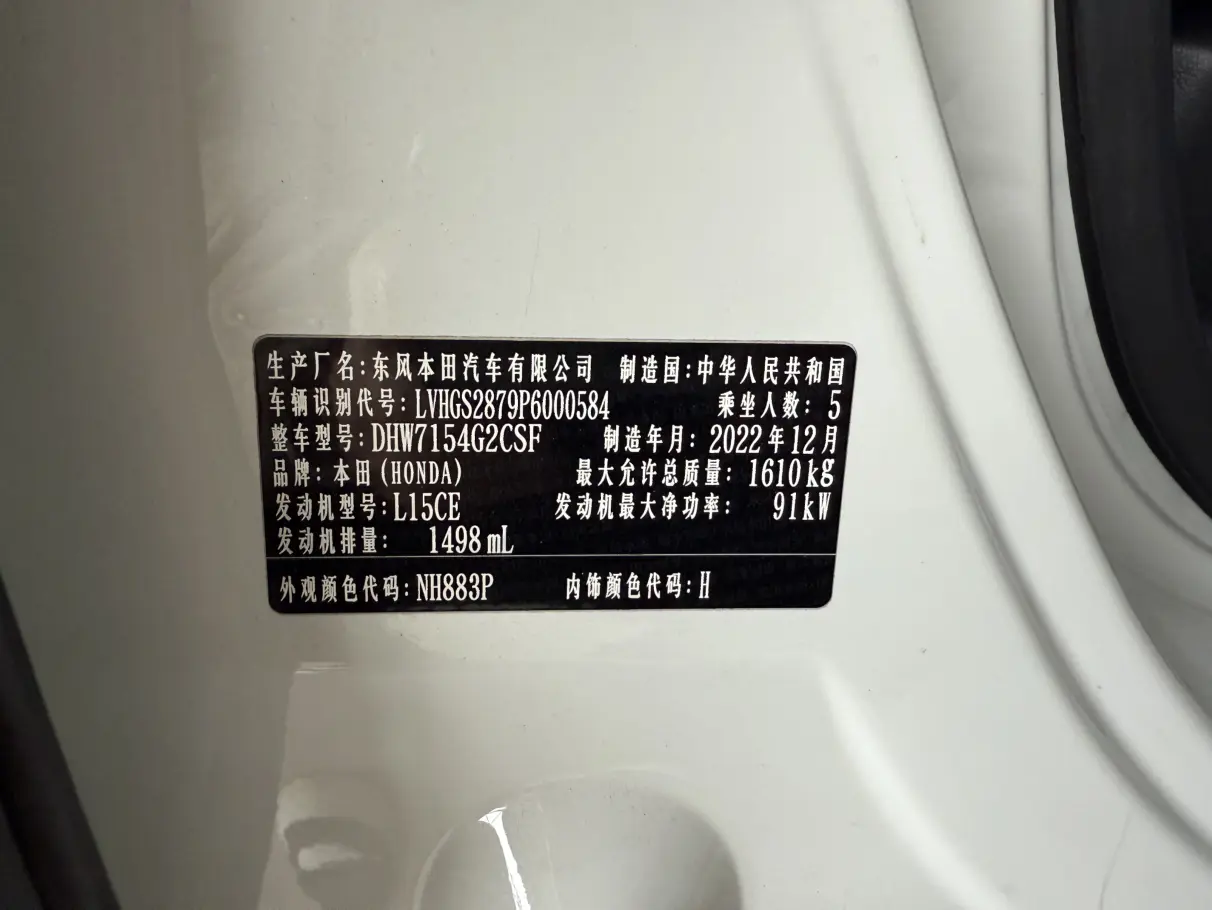 生产厂名:东风本田汽车有限公司 制造国:中华人民共和国
车辆识别代号:LVHGS2879P6000584 乘坐人数:5
整车型号:DHW7154G2CSF 制造年月:2022年12月
品牌:本田(HONDA) 最大允许总质量:1610kg
发动机型号:L15CE 发动机最大净功率:91kW
发动机排量:1498mL
外观颜色代码:NH883P 内饰颜色代码:H